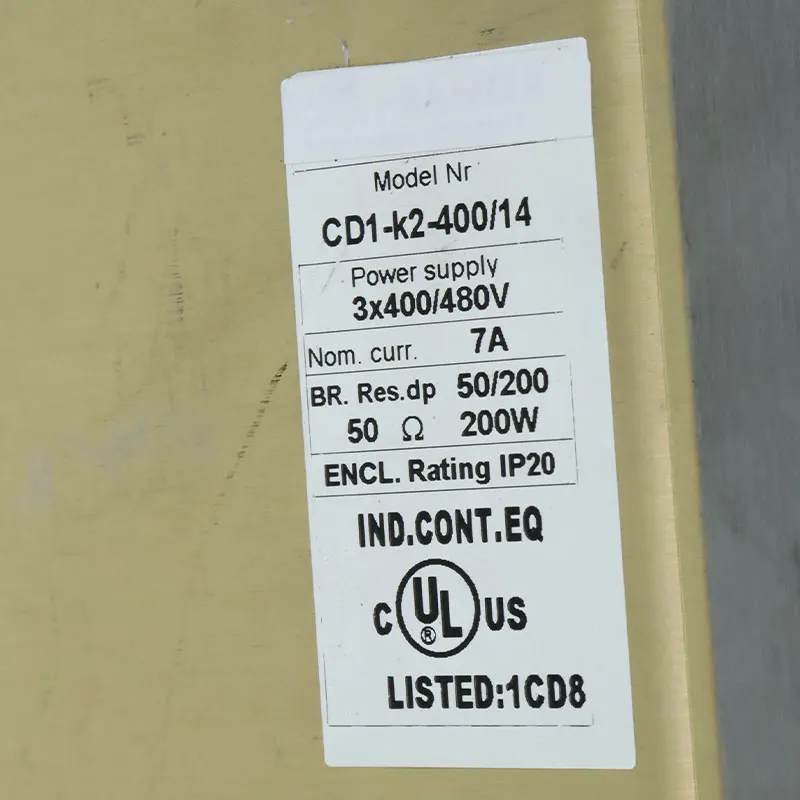 Model Nr
CD1-k2-400/14
Power supply
3x400/480V
Nom. curr. 7A
BR. Res.dp 50/200
50 Ω 200W
ENCL. Rating IP20
IND.CONT.EQ
C UL® US
LISTED:1CD8